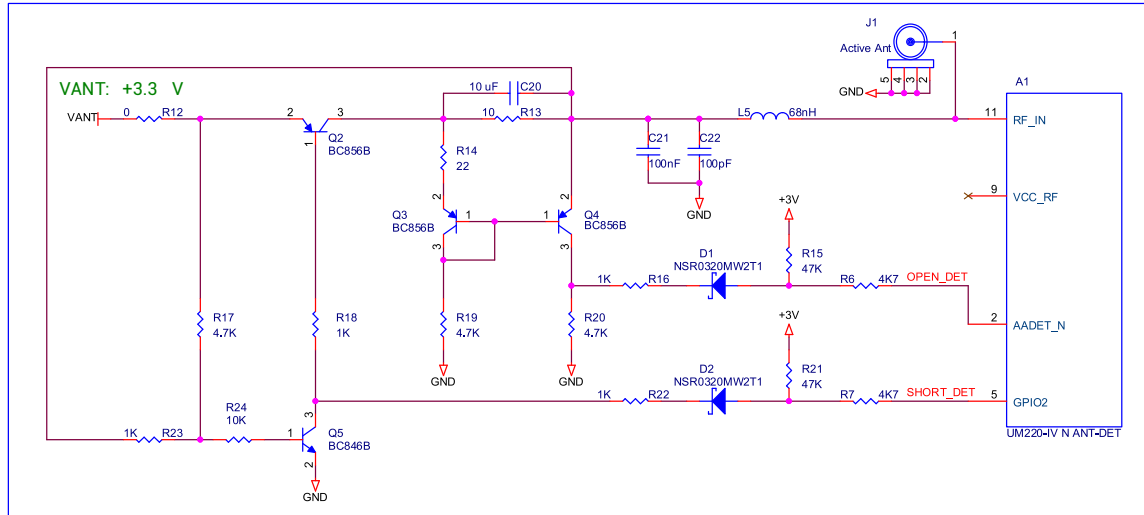 J1
1
Active Ant
A1
VANT: +3.3 V
10 uF
C20
5
4
3
2
GND
VANT
0
R12
2
3
10
R13
L5
68nH
11
RF_IN
1
Q2
BC856B
R14
22
C21
100nF
C22
100pF
9
VCC_RF
2
2
+3V
Q3
BC856B
1
1
Q4
BC856B
GND
3
3
D1
NSR0320MW2T1
R15
47K
1K
R16
R6
4K7
OPEN_DET
R17
4.7K
R18
1K
R19
4.7K
R20
4.7K
+3V
2
AADET_N
GND
GND
D2
NSR0320MW2T1
R21
47K
1K
R22
R7
4K7
SHORT_DET
5
GPIO2
R24
10K
3
1K
R23
1
Q5
BC846B
UM220-IV N ANT-DET
2
GND